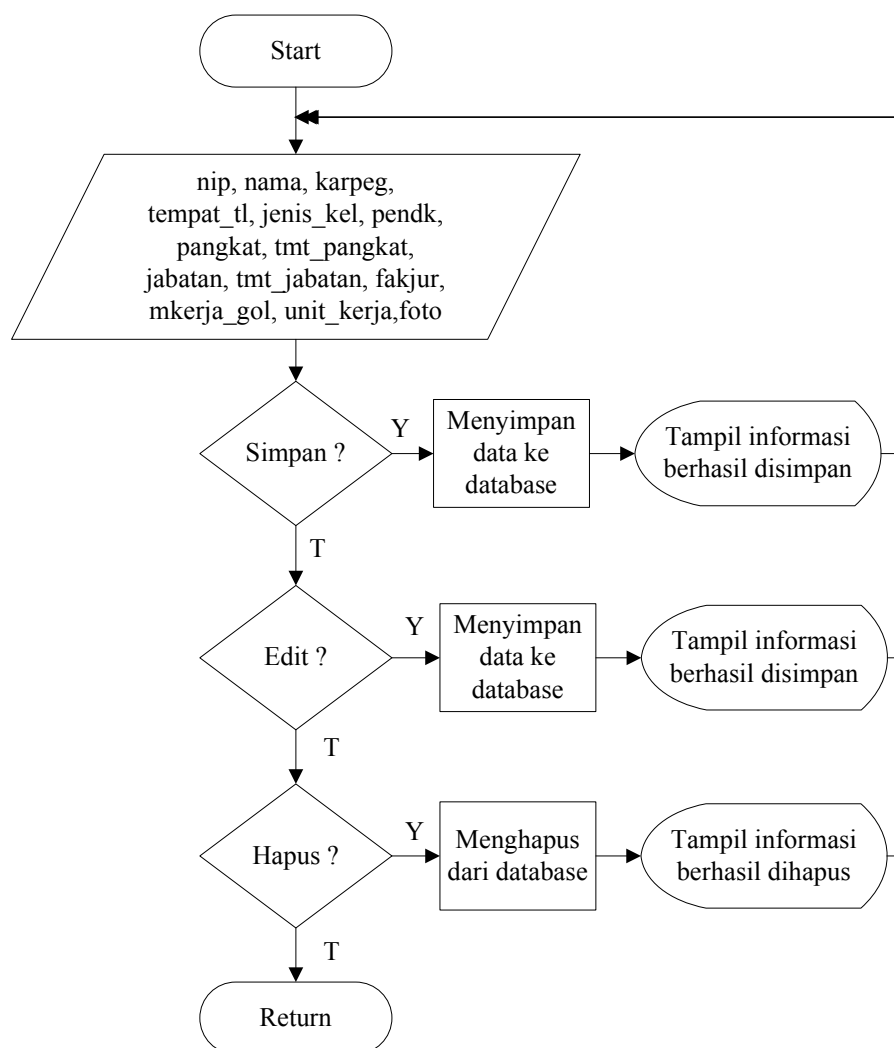 Start
nip, nama, karpeg,
tempat_tl, jenis_kel, pendk,
pangkat, tmt_pangkat,
jabatan, tmt_jabatan, fakjur,
mkerja_gol, unit_kerja,foto
Simpan ?
Y
Menyimpan
data ke
database
Tampil informasi
berhasil disimpan
T
Edit ?
Y
Menyimpan
data ke
database
Tampil informasi
berhasil disimpan
T
Hapus ?
Y
Menghapus
dari database
Tampil informasi
berhasil dihapus
T
Return